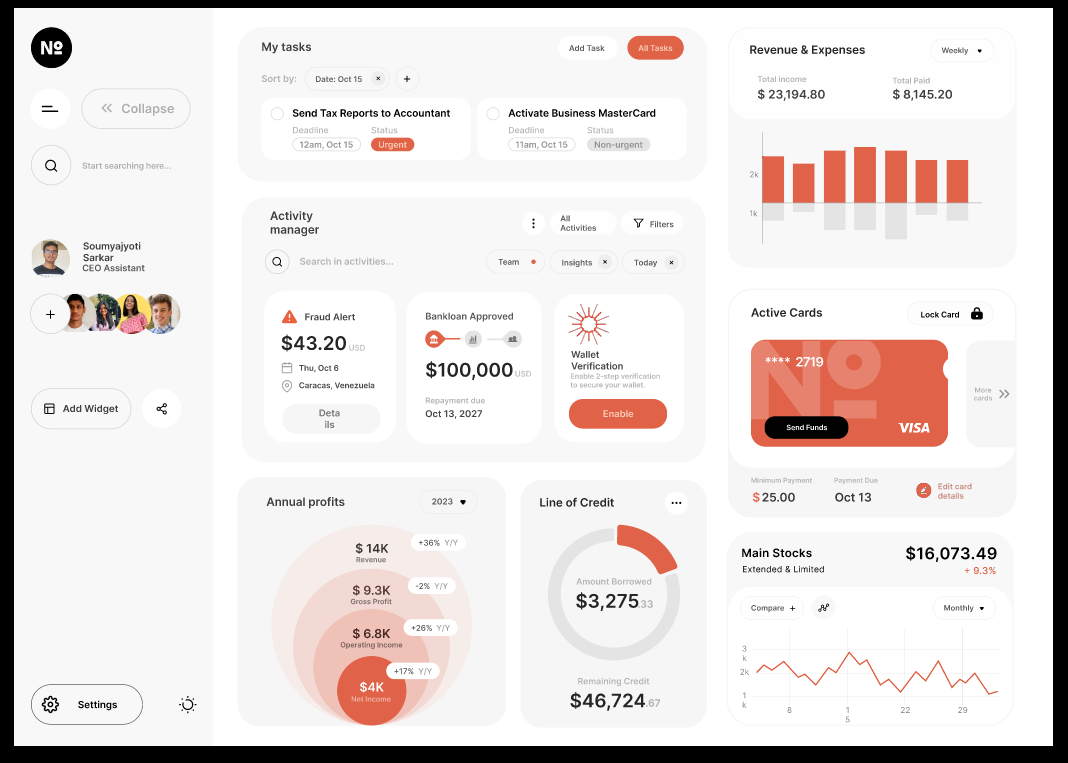 Nº
Collapse
Start searching here...
Soumyajyoti
Sarkar
CEO Assistant
+
Add Widget
Settings
My tasks
Add Task
All Tasks
Sort by:
Date: Oct 15 ×
+
Send Tax Reports to Accountant
Deadline
Status
12am, Oct 15
Urgent
Activate Business MasterCard
Deadline
Status
11am, Oct 15
Non-urgent
Activity
manager
All
Activities
Filters
Search in activities...
Team
Insights ×
Today ×
Fraud Alert
$43.20 USD
Thu, Oct 6
Caracas, Venezuela
Deta
ils
Bankloan Approved
$100,000 USD
Repayment due
Oct 13, 2027
Wallet
Verification
Enable 2-step verification
to secure your wallet.
Enable
Annual profits
2023
$ 14K
Revenue
+36% Y/Y
$ 9.3K
Gross Profit
-2% Y/Y
$ 6.8K
Operating Income
+26% Y/Y
$4K
Net Income
+17% Y/Y
Line of Credit
Amount Borrowed
$3,275.33
Remaining Credit
$46,724.67
Revenue & Expenses
Weekly
Total income
$ 23,194.80
Total Paid
$ 8,145.20
2k
1k
Active Cards
Lock Card
Nº
**** 2719
Send Funds
VISA
More
cards
Minimum Payment
$ 25.00
Payment Due
Oct 13
Edit card
details
Main Stocks
Extended & Limited
$16,073.49
+ 9.3%
Compare +
Monthly
3
k
2k
1
k
8
1
5
22
29